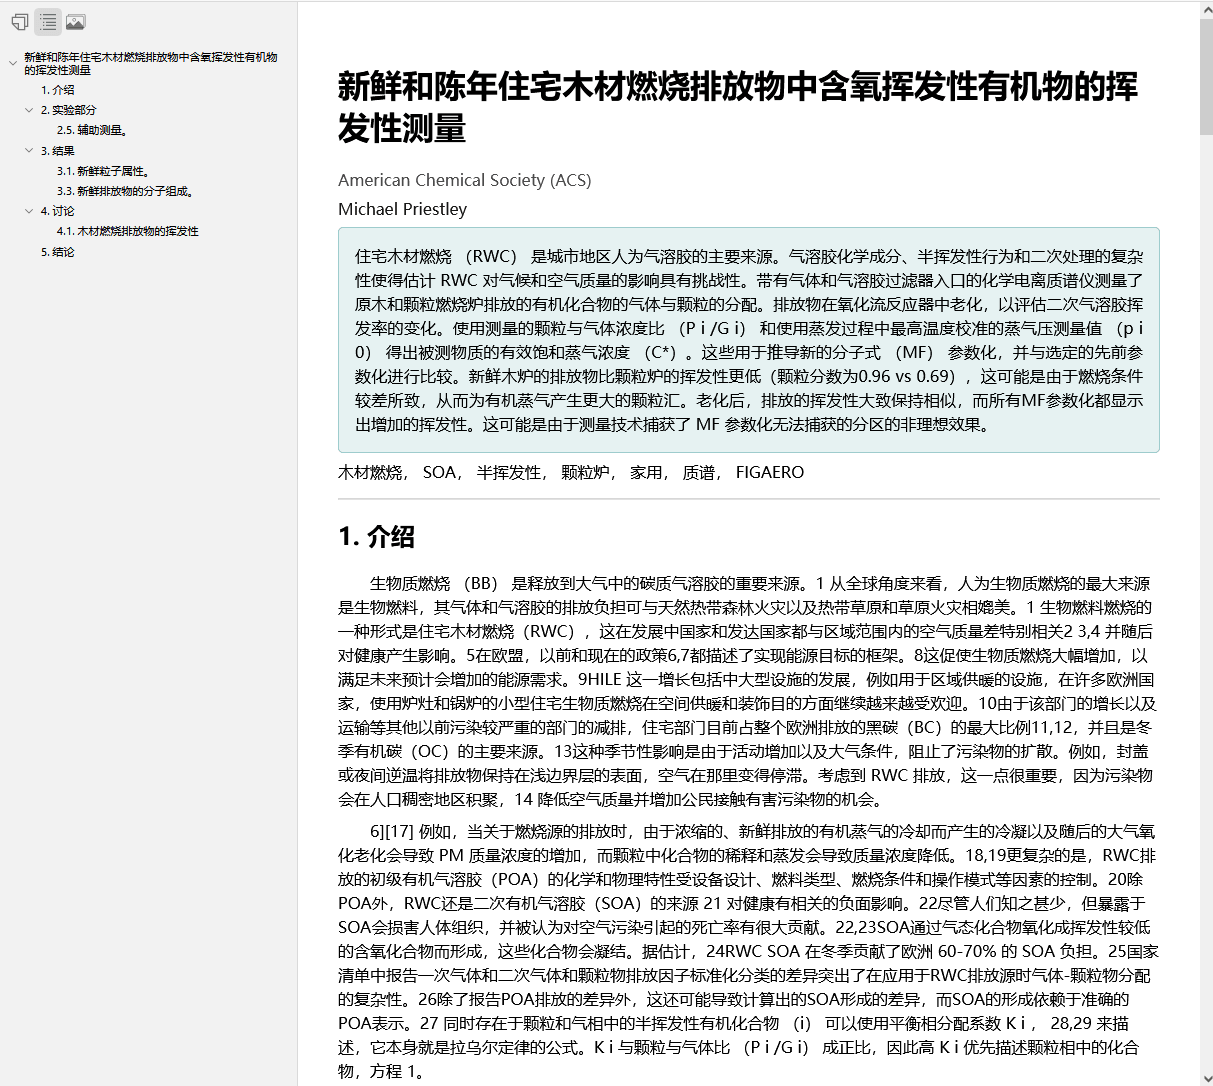 新鲜和陈年住宅木材燃烧排放物中含氧挥发性有机物
的挥发性测量
1. 介绍
2. 实验部分
2.5. 辅助测量。
3. 结果
3.1. 新鲜粒子属性。
3.3. 新鲜排放物的分子组成。
4. 讨论
4.1. 木材燃烧排放物的挥发性
5. 结论
新鲜和陈年住宅木材燃烧排放物中含氧挥发性有机物的挥
发性测量
American Chemical Society (ACS)
Michael Priestley
住宅木材燃烧 （RWC） 是城市地区人为气溶胶的主要来源。气溶胶化学成分、半挥发性行为和二次处理的复杂
性使得估计 RWC 对气候和空气质量的影响具有挑战性。带有气体和气溶胶过滤器入口的化学电离质谱仪测量了
原木和颗粒燃烧炉排放的有机化合物的气体与颗粒的分配。排放物在氧化流反应器中老化，以评估二次气溶胶挥
发率的变化。使用测量的颗粒与气体浓度比 （P i /G i） 和使用蒸发过程中最高温度校准的蒸气压测量值 （p i
0） 得出被测物质的有效饱和蒸气浓度 （C*）。这些用于推导新的分子式 （MF） 参数化，并与选定的先前参
数化进行比较。新鲜木炉的排放物比颗粒炉的挥发性更低（颗粒分数为0.96 vs 0.69），这可能是由于燃烧条件
较差所致，从而为有机蒸气产生更大的颗粒汇。老化后，排放的挥发性大致保持相似，而所有MF参数化都显示
出增加的挥发性。这可能是由于测量技术捕获了 MF 参数化无法捕获的分区的非理想效果。
木材燃烧， SOA， 半挥发性， 颗粒炉， 家用， 质谱， FIGAERO
1. 介绍
生物质燃烧 （BB） 是释放到大气中的碳质气溶胶的重要来源。1 从全球角度来看，人为生物质燃烧的最大来源
是生物燃料，其气体和气溶胶的排放负担可与天然热带森林火灾以及热带草原和草原火灾相媲美。1 生物燃料燃烧的
一种形式是住宅木材燃烧（RWC），这在发展中国家和发达国家都与区域范围内的空气质量差特别相关2 3,4 并随后
对健康产生影响。5在欧盟，以前和现在的政策6,7都描述了实现能源目标的框架。8这促使生物质燃烧大幅增加，以
满足未来预计会增加的能源需求。9HILE 这一增长包括中大型设施的发展，例如用于区域供暖的设施，在许多欧洲国
家，使用炉灶和锅炉的小型住宅生物质燃烧在空间供暖和装饰目的方面继续越来越受欢迎。10由于该部门的增长以及
运输等其他以前污染较严重的部门的减排，住宅部门目前占整个欧洲排放的黑碳（BC）的最大比例11,12，并且是冬
季有机碳（OC）的主要来源。13这种季节性影响是由于活动增加以及大气条件，阻止了污染物的扩散。例如，封盖
或夜间逆温将排放物保持在浅边界层的表面，空气在那里变得停滞。考虑到 RWC 排放，这一点很重要，因为污染物
会在人口稠密地区积聚，14 降低空气质量并增加公民接触有害污染物的机会。
6][17] 例如，当关于燃烧源的排放时，由于浓缩的、新鲜排放的有机蒸气的冷却而产生的冷凝以及随后的大气氧
化老化会导致 PM 质量浓度的增加，而颗粒中化合物的稀释和蒸发会导致质量浓度降低。18,19更复杂的是，RWC排
放的初级有机气溶胶（POA）的化学和物理特性受设备设计、燃料类型、燃烧条件和操作模式等因素的控制。20除
POA外，RWC还是二次有机气溶胶（SOA）的来源 21 对健康有相关的负面影响。22尽管人们知之甚少，但暴露于
SOA会损害人体组织，并被认为对空气污染引起的死亡率有很大贡献。22,23SOA通过气态化合物氧化成挥发性较低
的含氧化合物而形成，这些化合物会凝结。据估计，24RWC SOA 在冬季贡献了欧洲 60-70% 的 SOA 负担。25国家
清单中报告一次气体和二次气体和颗粒物排放因子标准化分类的差异突出了在应用于RWC排放源时气体-颗粒物分配
的复杂性。26除了报告POA排放的差异外，这还可能导致计算出的SOA形成的差异，而SOA的形成依赖于准确的
POA表示。27 同时存在于颗粒和气相中的半挥发性有机化合物 （i） 可以使用平衡相分配系数 K i ， 28,29 来描
述，它本身就是拉乌尔定律的公式。K i 与颗粒与气体比 （P i /G i） 成正比，因此高 K i 优先描述颗粒相中的化合
物，方程 1。